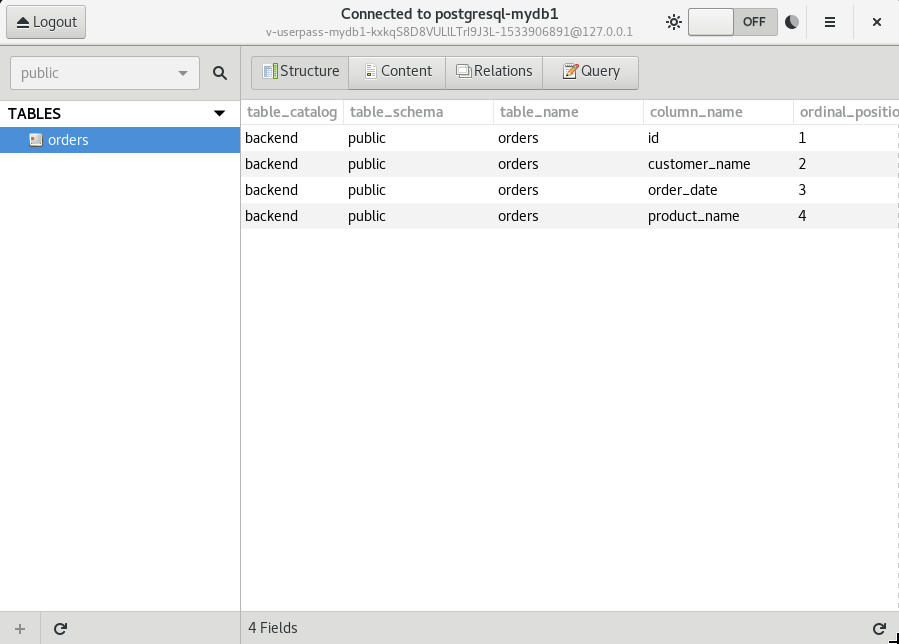 Logout
Connected to postgresql-mydb1
v-userpass-mydb1-kxkqS8D8VULlLTrI9J3L-1533906891@127.0.0.1
OFF
public
Structure Content Relations Query
TABLES
orders
table_catalog table_schema table_name column_name ordinal_positio
backend public orders id 1
backend public orders customer_name 2
backend public orders order_date 3
backend public orders product_name 4
4 Fields